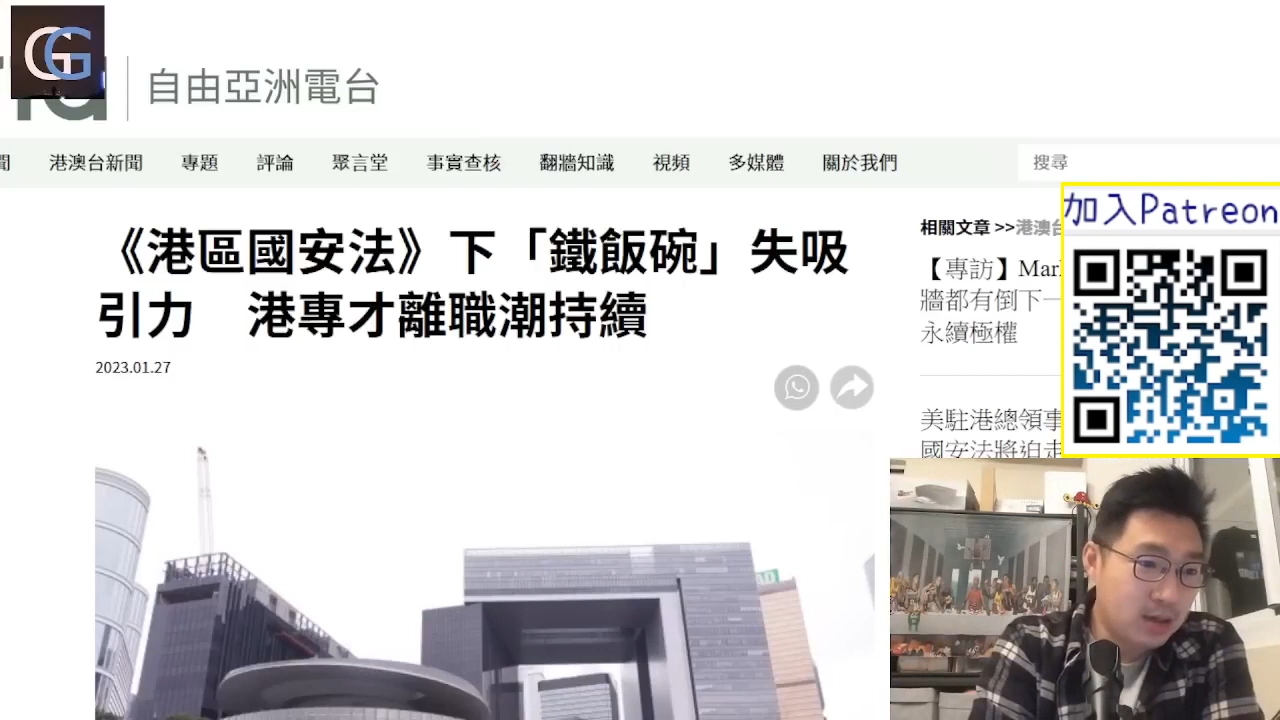 GG
自由亞洲電台
聞
港澳台新聞
專題
評論
聚言堂
事實查核
翻牆知識
視頻
多媒體
關於我們
搜尋
《港區國安法》下「鐵飯碗」失吸
引力　港專才離職潮持續
2023.01.27
相關文章 >>港澳台
【專訪】Mar
牆都有倒下一
永續極權
美駐港總領事
國安法將迫走
加入Patreon